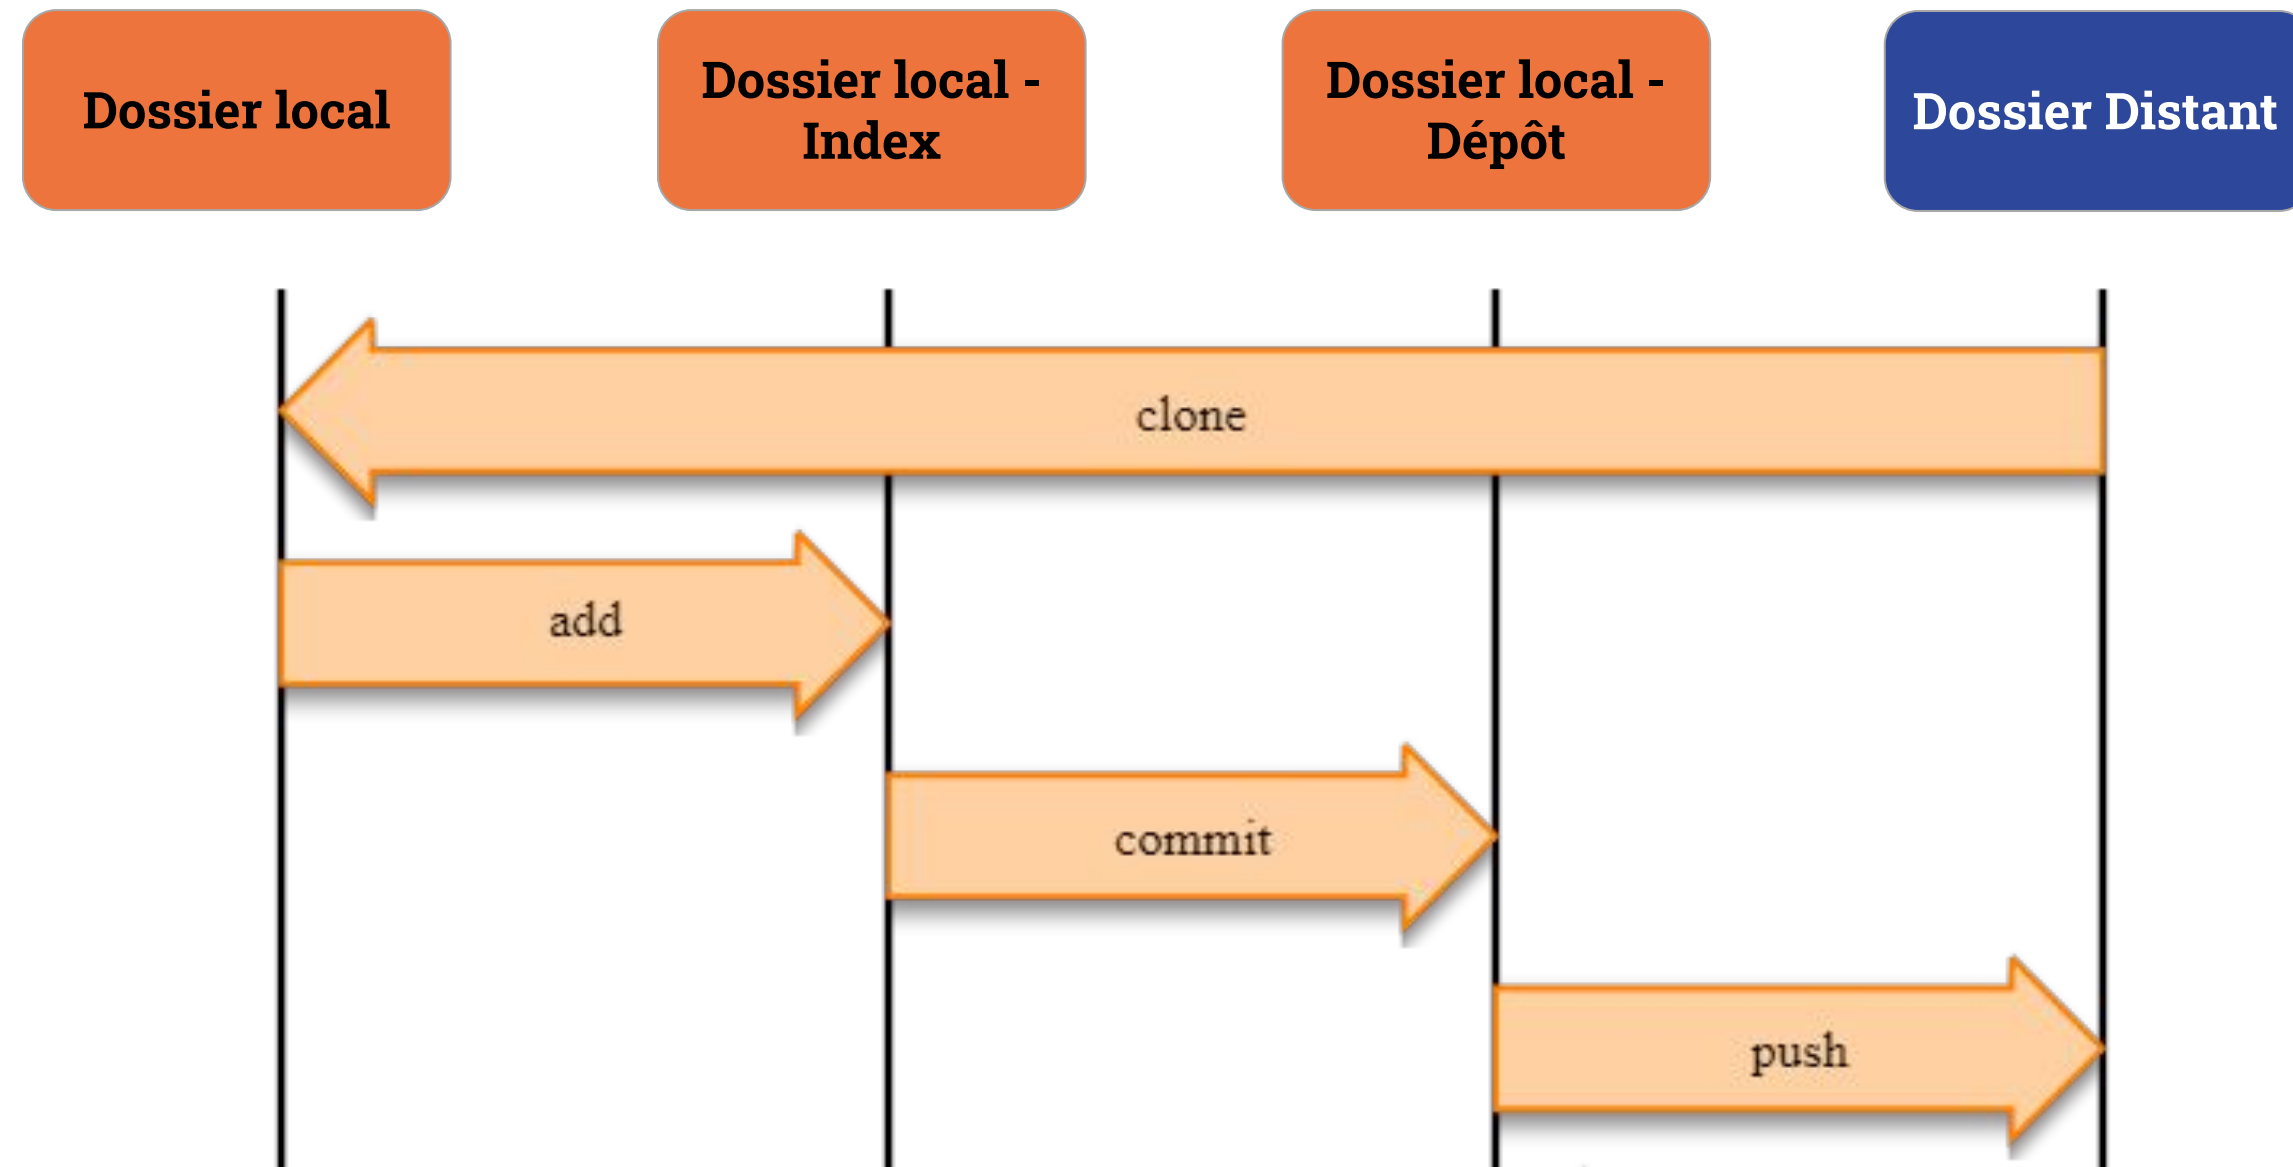 Dossier local
Dossier local -
Index
Dossier local -
Dépôt
Dossier Distant
clone
add
commit
push